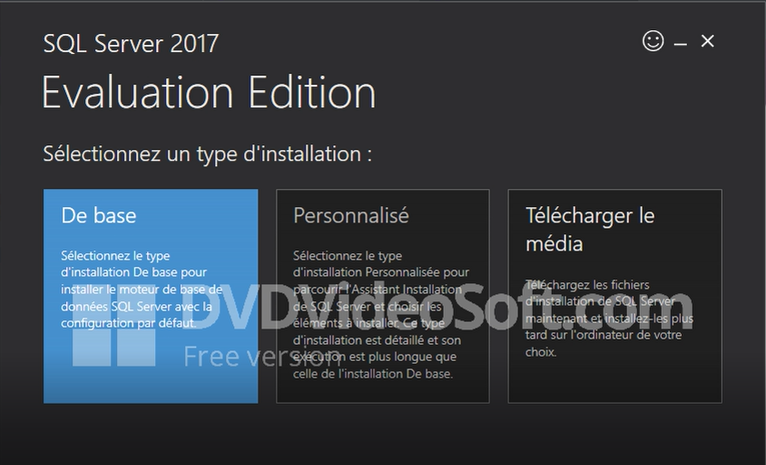 SQL Server 2017
Evaluation Edition
Sélectionnez un type d'installation :
De base
Sélectionnez le type
d'installation De base pour
installer le moteur de base de
données SQL Server avec la
configuration par défaut.
Personnalisé
Sélectionnez le type
d'installation Personnalisée pour
parcourir l'Assistant Installation
de SQL Server et choisir les
éléments à installer. Ce type
d'installation est détaillé et son
exécution est plus longue que
celle de l'installation De base.
Télécharger le
média
Téléchargez les fichiers
d'installation de SQL Server
maintenant et installez-les plus
tard sur l'ordinateur de votre
choix.
DVDVideoSoft.com
Free version